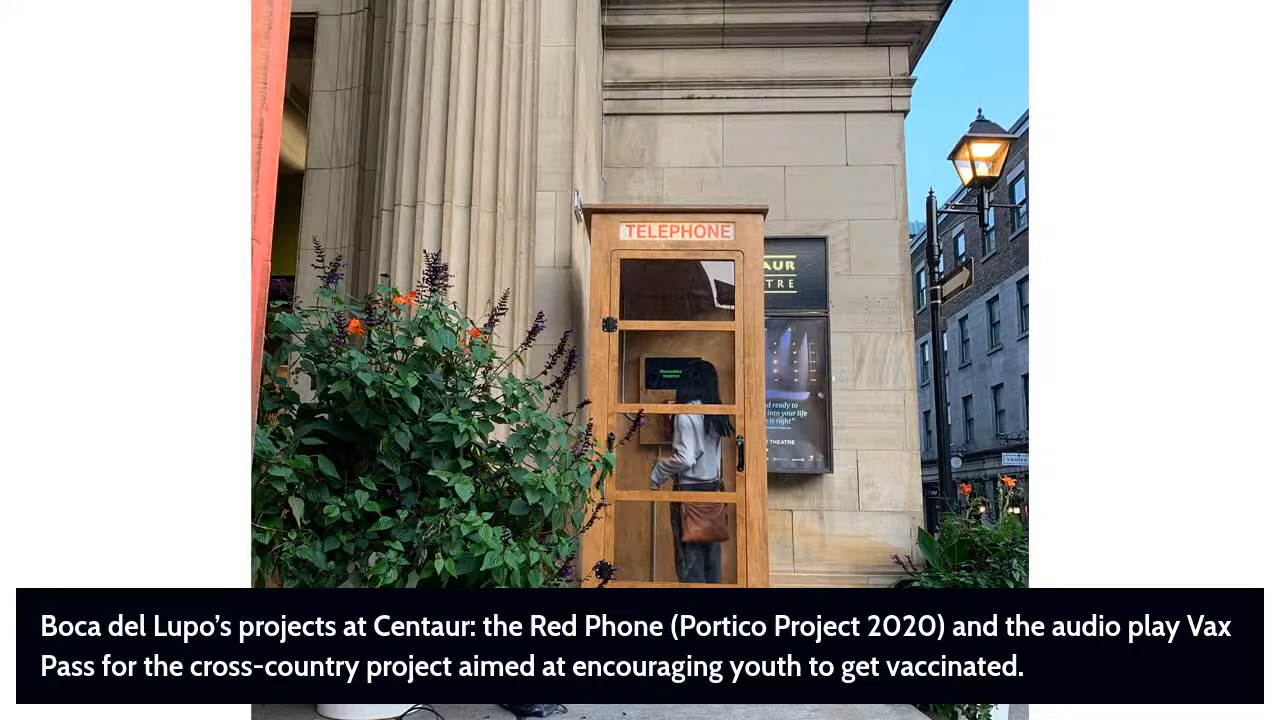 TELEPHONE
AUR
TRE
nd ready to
into your life
e is right"
THEATRE
VENICE
Boca del Lupo's projects at Centaur: the Red Phone (Portico Project 2020) and the audio play Vax
Pass for the cross-country project aimed at encouraging youth to get vaccinated.